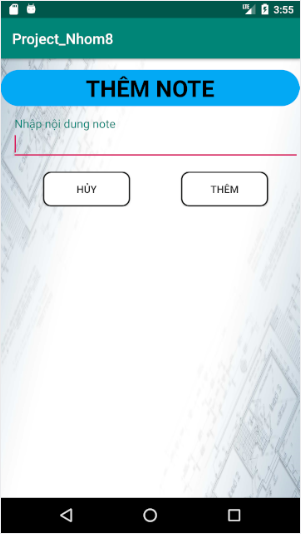 3:55
Project_Nhom8
THÊM NOTE
Nhập nội dung note
HỦY THÊM